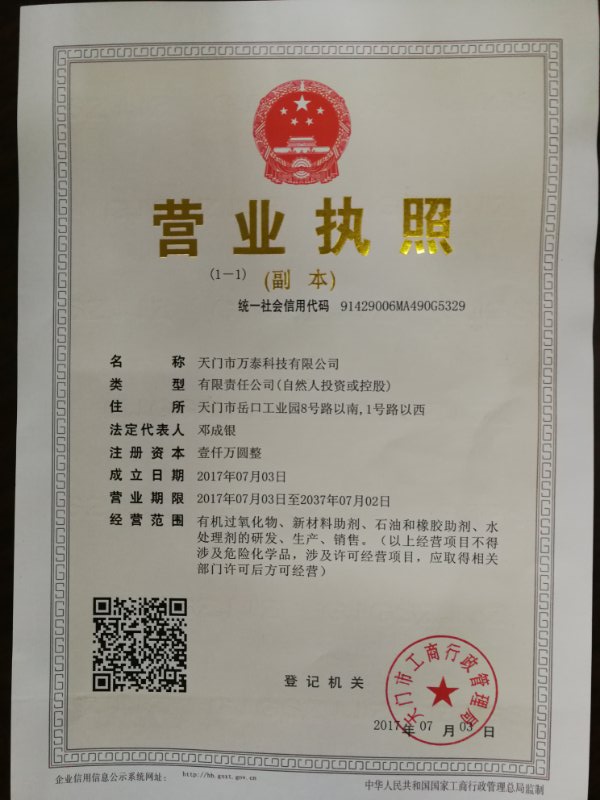 营业执照
(1-1)
(副 本)
统一社会信用代码 91429006MA490G5329
名 称 天门市万泰科技有限公司
类 型 有限责任公司(自然人投资或控股)
住 所 天门市岳口工业园8号路以南,1号路以西
法定代表人 邓成银
注册资本 壹仟万圆整
成立日期 2017年07月03日
营业期限 2017年07月03日至2037年07月02日
经营范围 有机过氧化物、新材料助剂、石油和橡胶助剂、水
处理剂的研发、生产、销售。（以上经营项目不得
涉及危险化学品，涉及许可经营项目，应取得相关
部门许可后方可经营）
天门市工商行政管理局
登记机关
2017年 07 月 03 日
企业信用信息公示系统网址： http://hb.gsxt.gov.cn
中华人民共和国国家工商行政管理总局监制